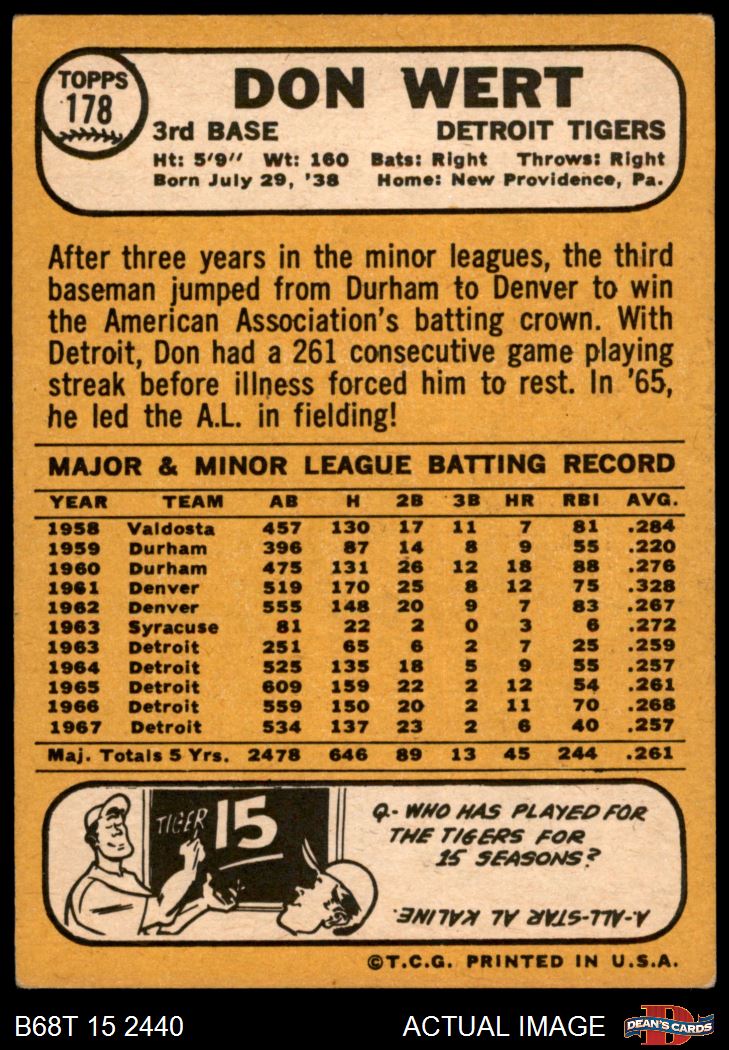 TOPPS
178
DON WERT
3rd BASE DETROIT TIGERS
Ht: 5'9" Wt: 160 Bats: Right Throws: Right
Born July 29, '38 Home: New Providence, Pa.
After three years in the minor leagues, the third
baseman jumped from Durham to Denver to win
the American Association's batting crown. With
Detroit, Don had a 261 consecutive game playing
streak before illness forced him to rest. In '65,
he led the A.L. in fielding!
MAJOR & MINOR LEAGUE BATTING RECORD
YEAR TEAM AB H 2B 3B HR RBI AVG.
1958 Valdosta 457 130 17 11 7 81 .284
1959 Durham 396 87 14 8 9 55 .220
1960 Durham 475 131 26 12 18 88 .276
1961 Denver 519 170 25 8 12 75 .328
1962 Denver 555 148 20 9 7 83 .267
1963 Syracuse 81 22 2 0 3 6 .272
1963 Detroit 251 65 6 2 7 25 .259
1964 Detroit 525 135 18 5 9 55 .257
1965 Detroit 609 159 22 2 12 54 .261
1966 Detroit 559 150 20 2 11 70 .268
1967 Detroit 534 137 23 2 6 40 .257
Maj. Totals 5 Yrs. 2478 646 89 13 45 244 .261
TIGER 15
Q.- WHO HAS PLAYED FOR
THE TIGERS FOR
15 SEASONS?
A-ALL-STAR AL KALINE.
©T.C.G. PRINTED IN U.S.A.
B68T 15 2440 ACTUAL IMAGE
D
DEAN'S CARDS